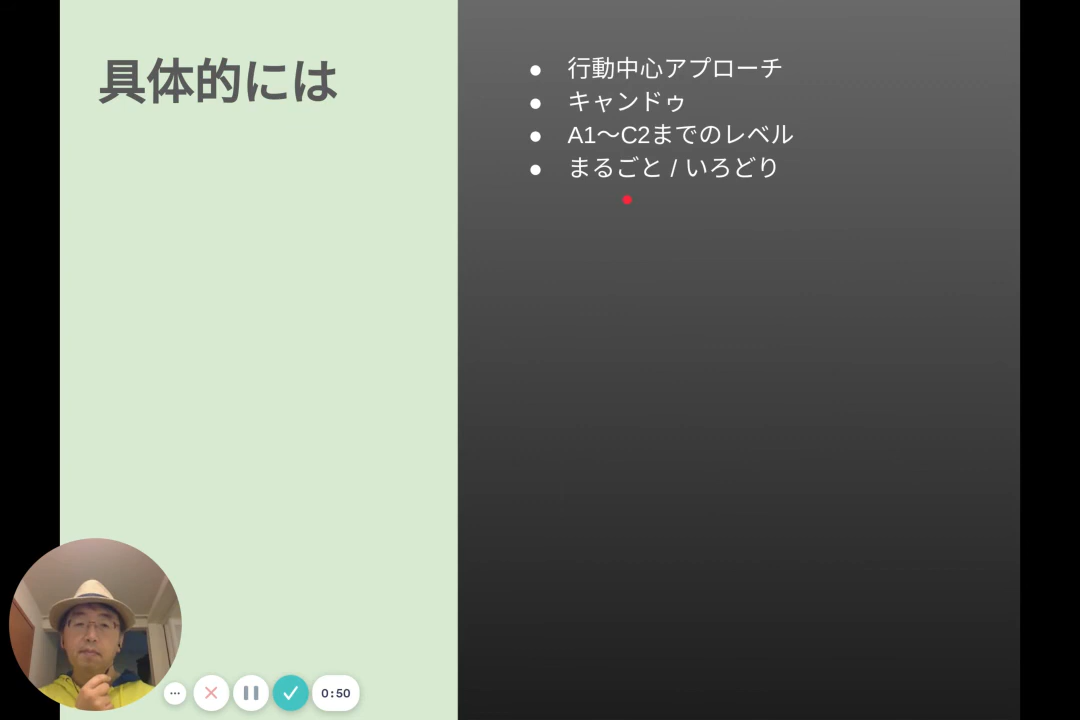 具体的には
● 行動中心アプローチ
● キャンドゥ
● A1〜C2までのレベル
● まるごと / いろどり
0:50